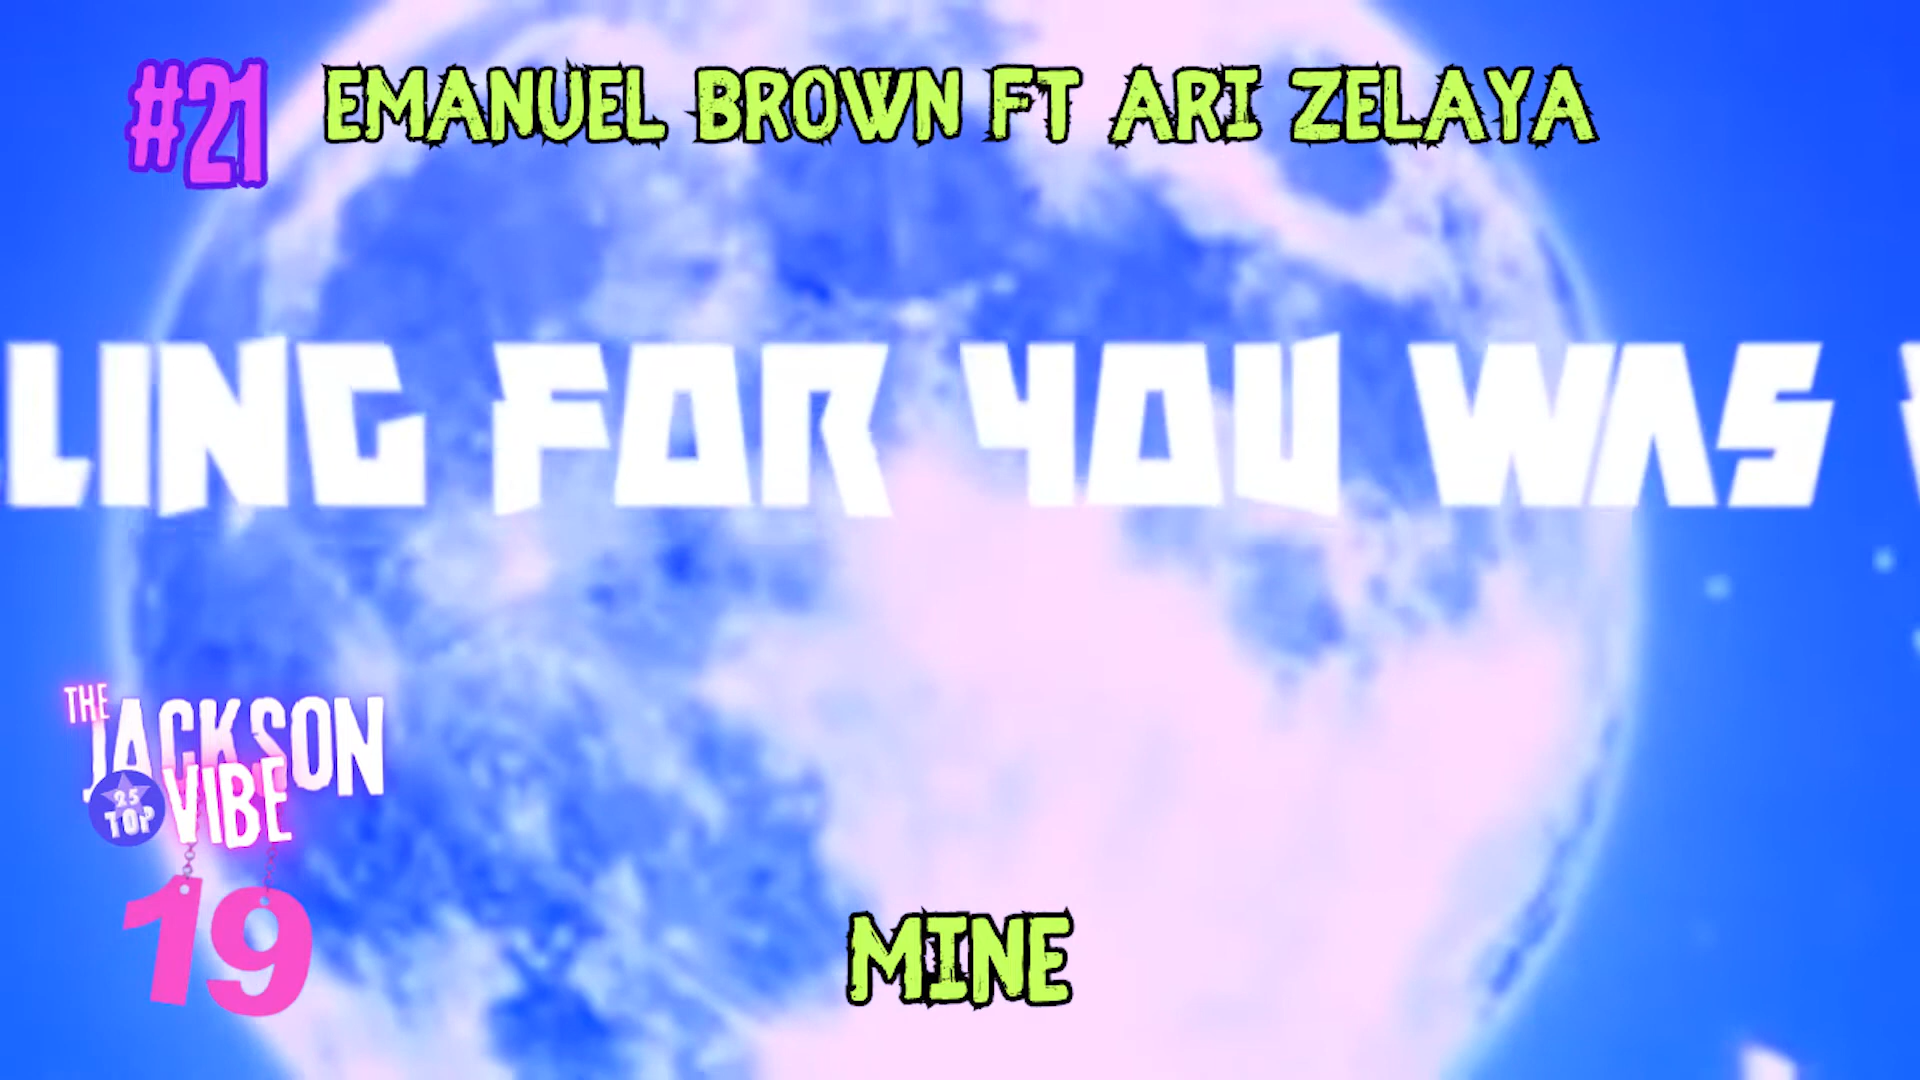 #21 EMANUEL BROWN FT ARI ZELAYA
LING FOR YOU WAS
THE
JACKSON
25
TOP
VIBE
19
MINE